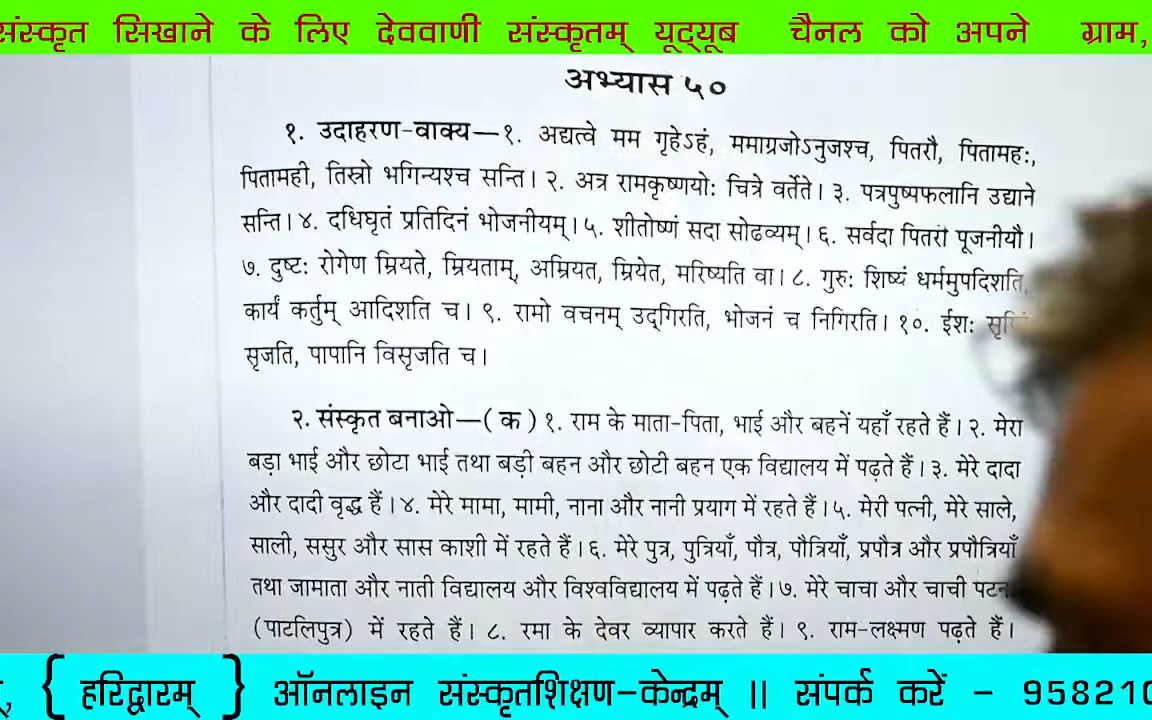 संस्कृत सिखाने के लिए देववाणी संस्कृतम् यूट्यूब चैनल को अपने ग्राम,
अभ्यास ५०
१. उदाहरण-वाक्य—१. अद्यत्वे मम गृहेऽहं, ममाग्रजोऽनुजश्च, पितरौ, पितामहः,
पितामही, तिस्रो भगिन्यश्च सन्ति। २. अत्र रामकृष्णयोः चित्रे वर्तेते। ३. पत्रपुष्पफलानि उद्याने
सन्ति। ४. दधिघृतं प्रतिदिनं भोजनीयम्। ५. शीतोष्णं सदा सोढव्यम्। ६. सर्वदा पितरौ पूजनीयौ।
७. दुष्टः रोगेण म्रियते, म्रियताम्, अम्रियत, म्रियेत, मरिष्यति वा। ८. गुरुः शिष्यं धर्ममुपदिशति,
कार्यं कर्तुम् आदिशति च। ९. रामो वचनम् उद्गिरति, भोजनं च निगिरति। १०. ईशः
सृजति, पापानि विसृजति च।
२. संस्कृत बनाओ—( क ) १. राम के माता-पिता, भाई और बहनें यहाँ रहते हैं। २. मेरा
बड़ा भाई और छोटा भाई तथा बड़ी बहन और छोटी बहन एक विद्यालय में पढ़ते हैं। ३. मेरे दादा
और दादी वृद्ध हैं। ४. मेरे मामा, मामी, नाना और नानी प्रयाग में रहते हैं। ५. मेरी पत्नी, मेरे साले,
साली, ससुर और सास काशी में रहते हैं। ६. मेरे पुत्र, पुत्रियाँ, पौत्र, पौत्रियाँ, प्रपौत्र और प्रपौत्रियाँ
तथा जामाता और नाती विद्यालय और विश्वविद्यालय में पढ़ते हैं। ७. मेरे चाचा और चाची
(पाटलिपुत्र) में रहते हैं। ८. रमा के देवर व्यापार करते हैं। ९. राम-लक्ष्मण पढ़ते हैं।
{ हरिद्वारम् } ऑनलाइन संस्कृतशिक्षण-केन्द्रम् || संपर्क करें - 958210